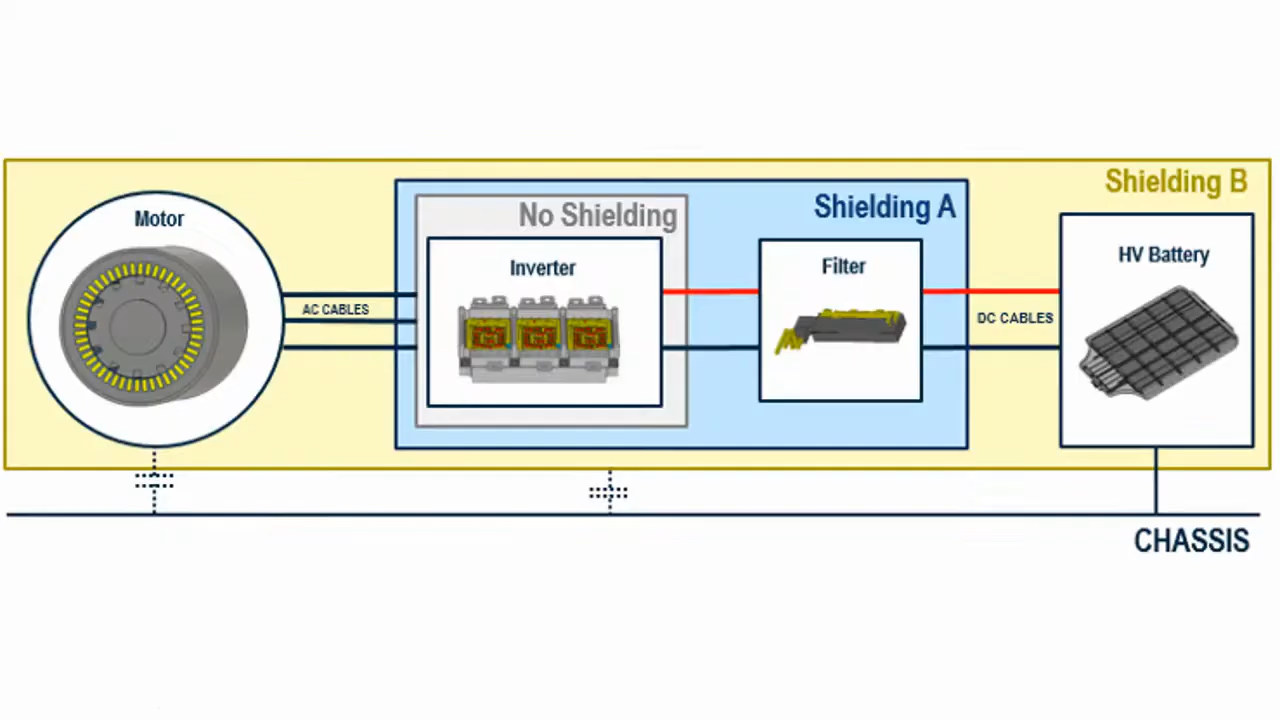 Shielding B
Shielding A
No Shielding
Motor
Inverter
Filter
HV Battery
AC CABLES
DC CABLES
CHASSIS